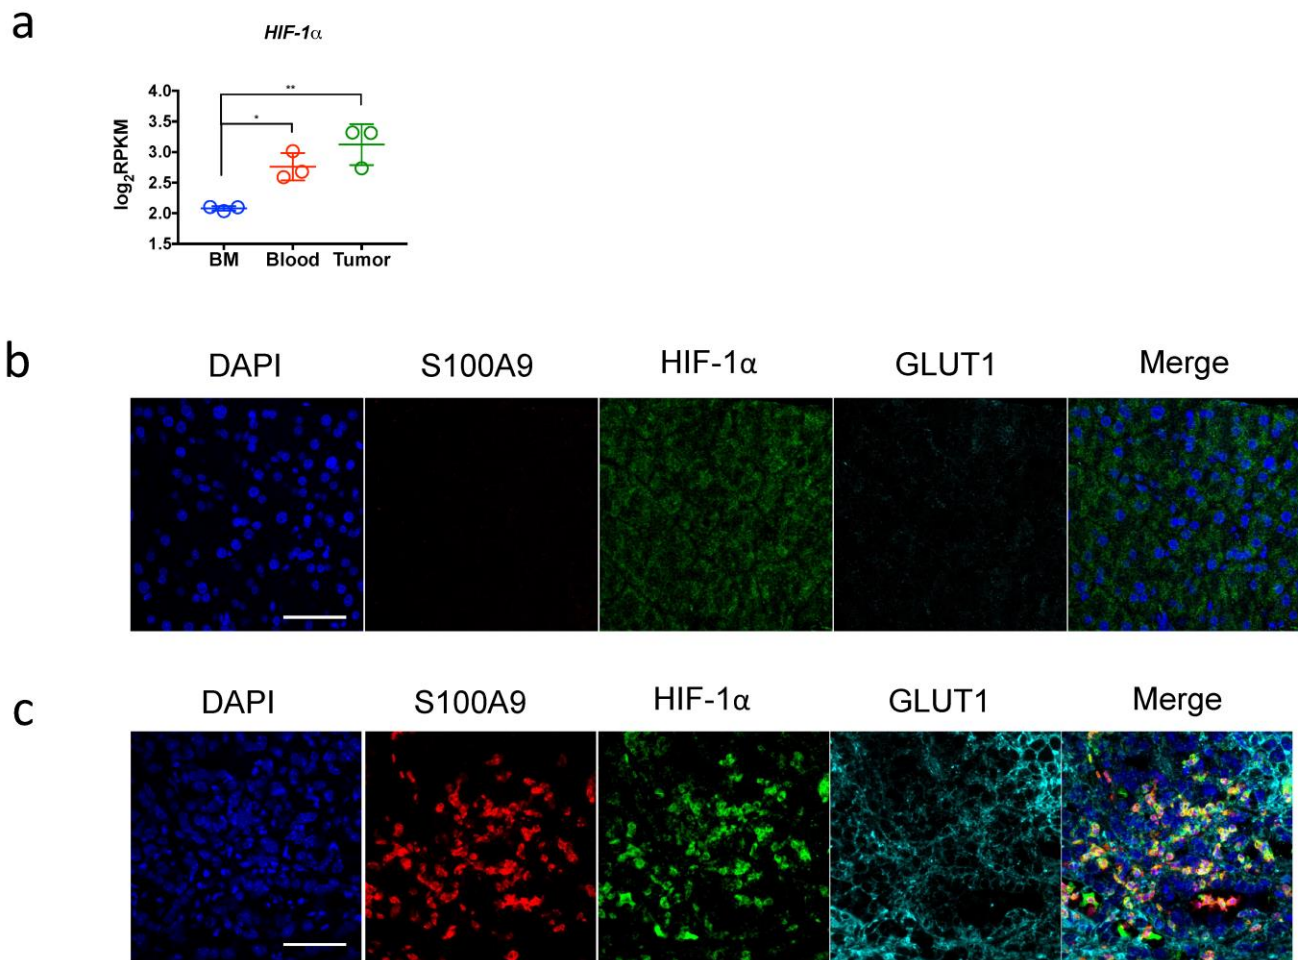 a
HIF-1α
**
*
4.0
3.5
3.0
2.5
2.0
1.5
log2RPKM
BM Blood Tumor
b
DAPI S100A9 HIF-1α GLUT1 Merge
c
DAPI S100A9 HIF-1α GLUT1 Merge